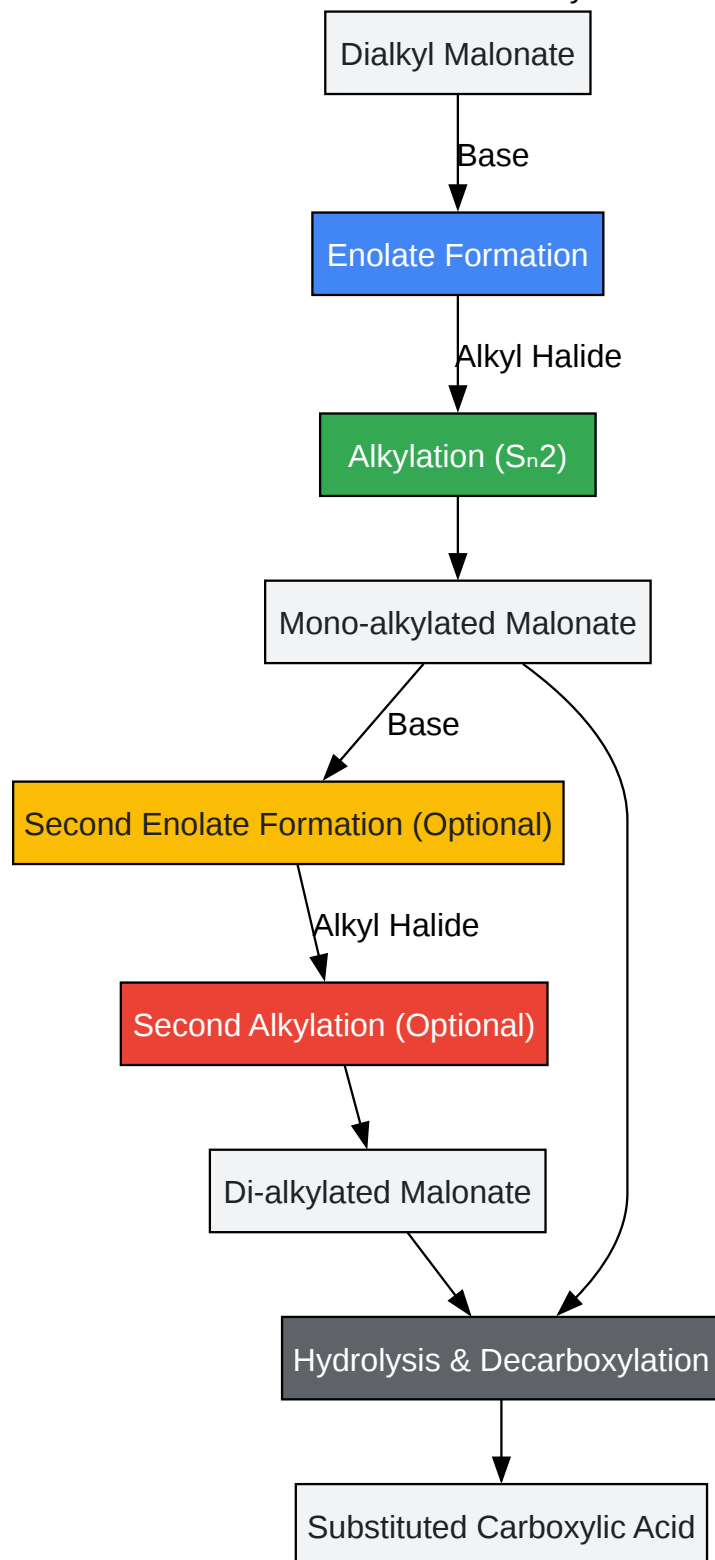 Dialkyl Malonate
Base
Enolate Formation
Alkyl Halide
Alkylation (Sₙ2)
Mono-alkylated Malonate
Base
Second Enolate Formation (Optional)
Alkyl Halide
Second Alkylation (Optional)
Di-alkylated Malonate
Hydrolysis & Decarboxylation
Substituted Carboxylic Acid